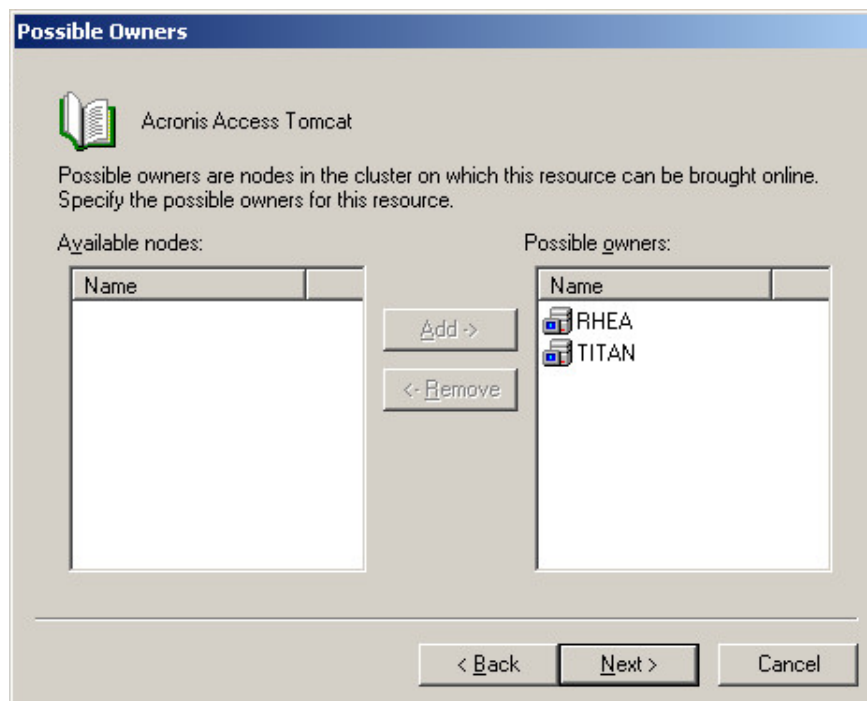 Possible Owners
Acronis Access Tomcat
Possible owners are nodes in the cluster on which this resource can be brought online.
Specify the possible owners for this resource.
Available nodes:
Possible owners:
Name
Name
Add ->
RHEA
TITAN
<- Remove
< Back
Next >
Cancel